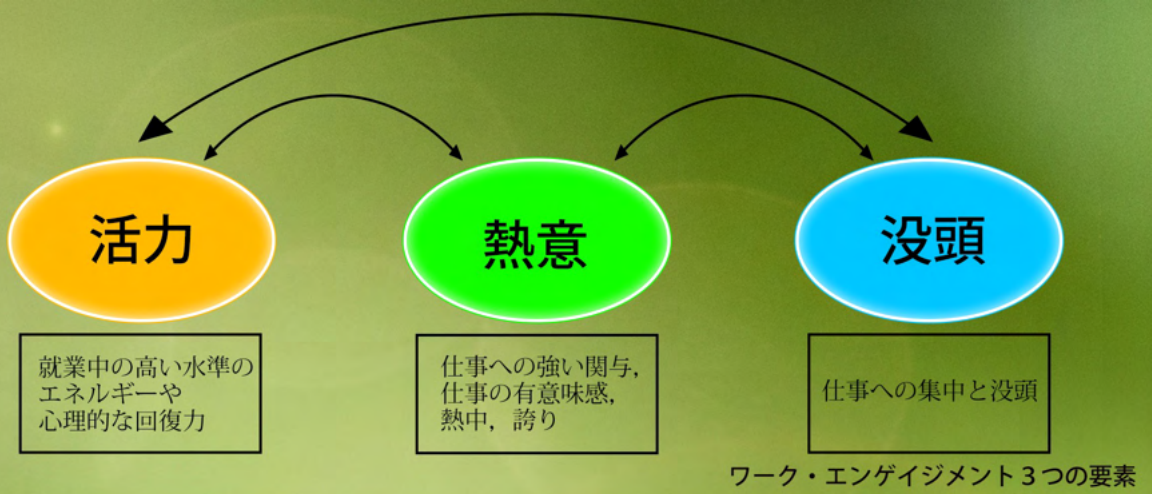 活力
熱意
没頭
就業中の高い水準の
エネルギーや
心理的な回復力
仕事への強い関与，
仕事の有意味感，
熱中，誇り
仕事への集中と没頭
ワーク・エンゲイジメント３つの要素